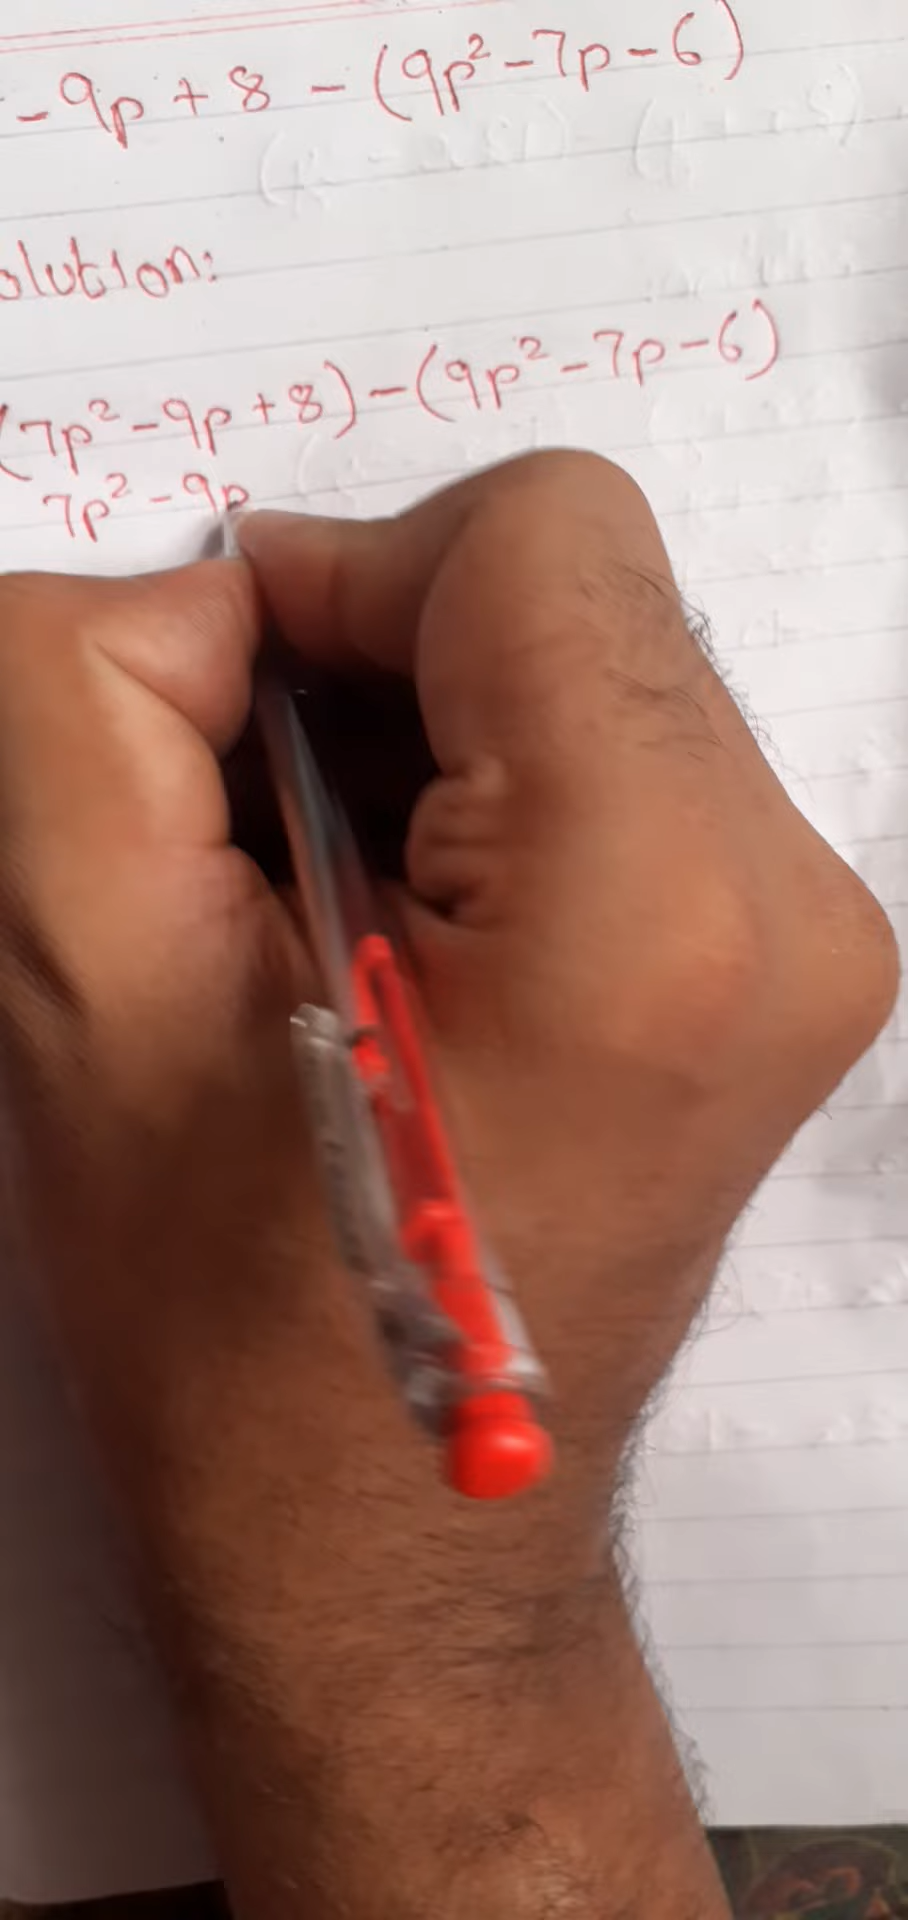 - 9p + 8 - (9p² - 7p - 6)
olution:
(7p² - 9p + 8) - (9p² - 7p - 6)
7p² - 9p